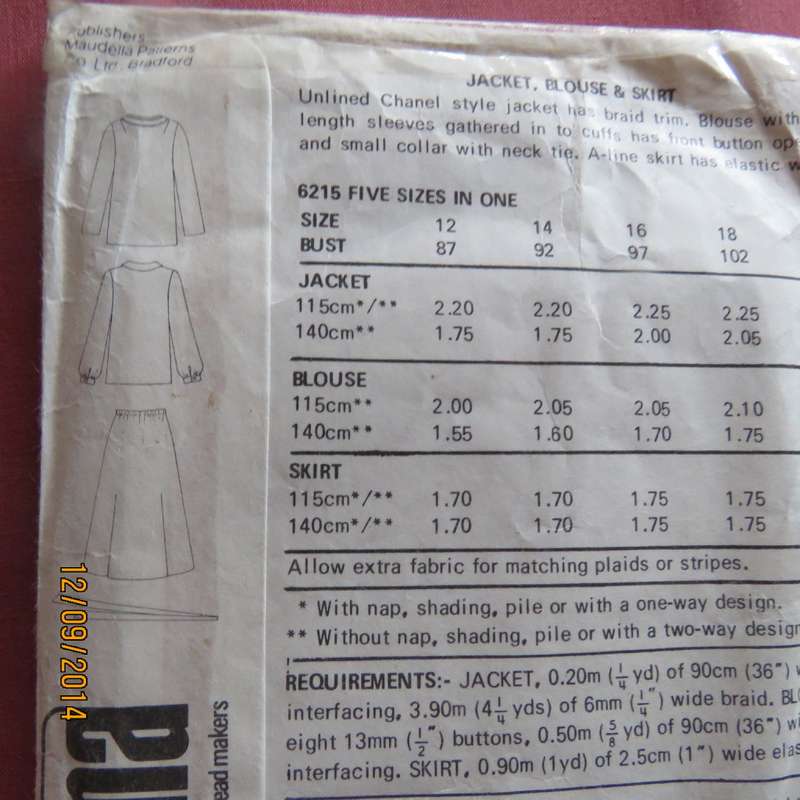 ublishers
Maudella Patterns
Co Ltd. Bradford
JACKET, BLOUSE & SKIRT
Unlined Chanel style jacket has braid trim. Blouse with
length sleeves gathered in to cuffs has front button ope
and small collar with neck tie. A-line skirt has elastic w
6215 FIVE SIZES IN ONE
SIZE 12 14 16 18
BUST 87 92 97 102
JACKET
115cm*/** 2.20 2.20 2.25 2.25
140cm** 1.75 1.75 2.00 2.05
BLOUSE
115cm** 2.00 2.05 2.05 2.10
140cm** 1.55 1.60 1.70 1.75
SKIRT
115cm*/** 1.70 1.70 1.75 1.75
140cm*/** 1.70 1.70 1.75 1.75
Allow extra fabric for matching plaids or stripes.
* With nap, shading, pile or with a one-way design.
** Without nap, shading, pile or with a two-way design
REQUIREMENTS:- JACKET, 0.20m (¼ yd) of 90cm (36") w
interfacing, 3.90m (4¼ yds) of 6mm (¼") wide braid. BL
eight 13mm (½") buttons, 0.50m (⅝ yd) of 90cm (36") wi
interfacing. SKIRT, 0.90m (1yd) of 2.5cm (1") wide elas
12/09/2014
ead makers